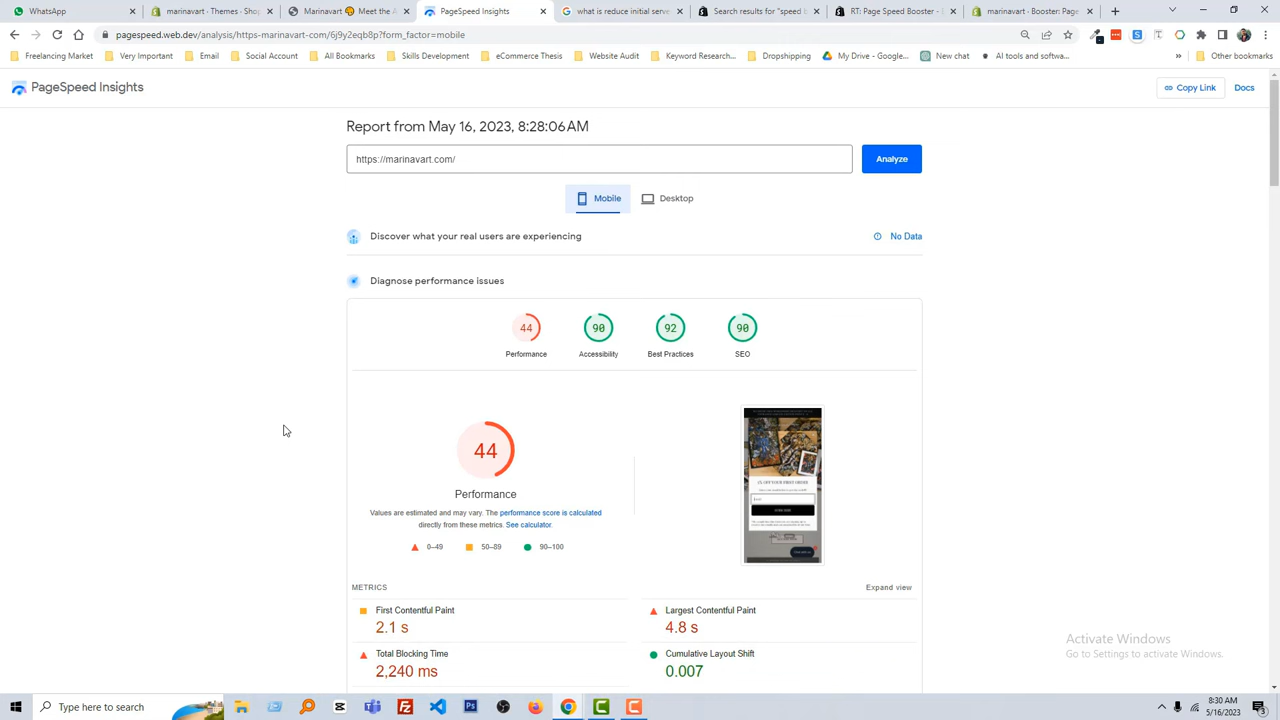 WhatsApp
marinavart - Themes · Shop
Marinavart
PageSpeed Insights
marinavart.com
Search results for "speed
RT: Page Speed Booster -
marinavart · Booster: Page
pagespeed.web.dev/analysis/https-marinavart-com/6j9y2eqb8p?form_factor=mobile
Freelancing Market
Very Important
Email
Social Account
All Bookmarks
Skills Development
eCommerce Thesis
Website Audit
Keyword Research...
Dropshipping
My Drive - Google...
New chat
AI tools and softwa...
Other bookmarks
PageSpeed Insights
Copy Link
Docs
Report from May 16, 2023, 8:28:06 AM
https://marinavart.com/
Analyze
Mobile
Desktop
Discover what your real users are experiencing
No Data
Diagnose performance issues
44
90
92
90
Performance
Accessibility
Best Practices
SEO
44
Performance
Values are estimated and may vary. The performance score is calculated
directly from these metrics. See calculator.
0–49
50–89
90–100
METRICS
Expand view
First Contentful Paint
2.1 s
Largest Contentful Paint
4.8 s
Total Blocking Time
2,240 ms
Cumulative Layout Shift
0.007
Activate Windows
Go to Settings to activate Windows.
Type here to search
8:30 AM
5/16/2023